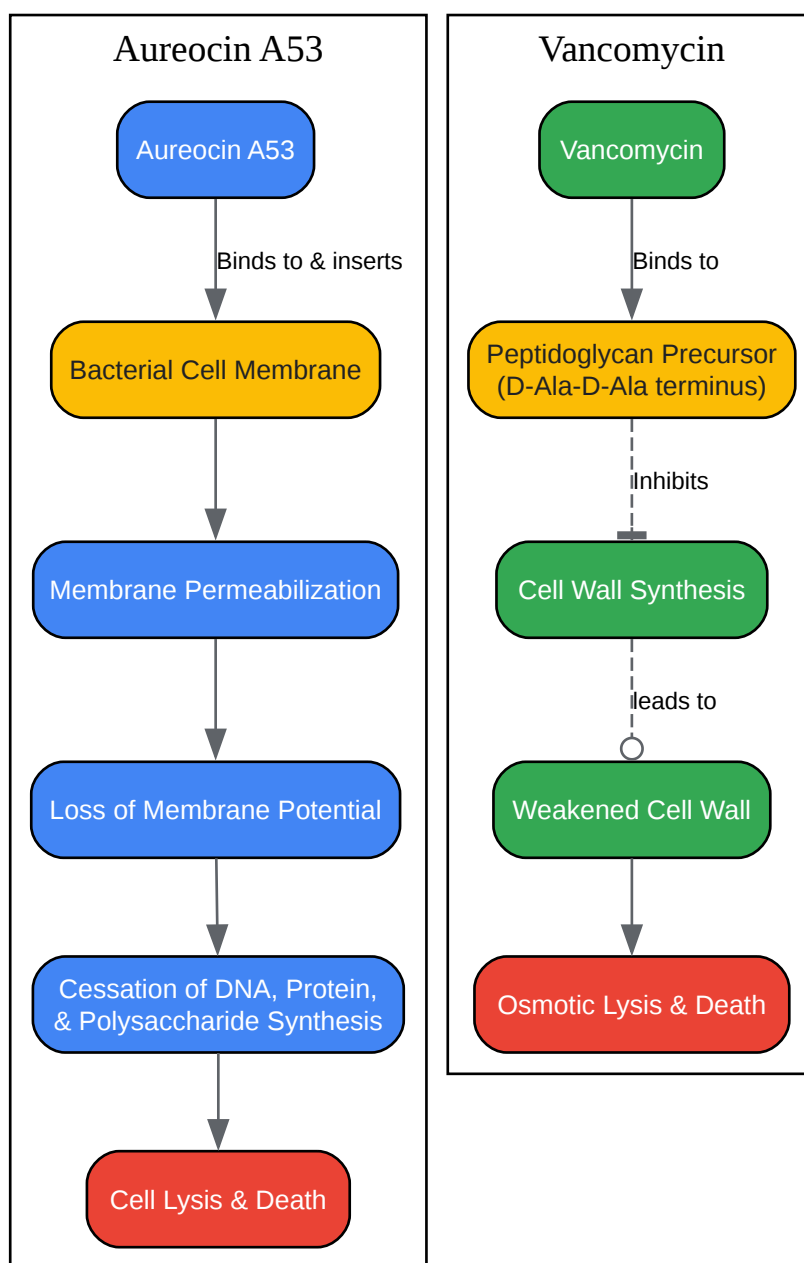 Aureocin A53
Aureocin A53
Binds to & inserts
Bacterial Cell Membrane
Membrane Permeabilization
Loss of Membrane Potential
Cessation of DNA, Protein,
& Polysaccharide Synthesis
Cell Lysis & Death
Vancomycin
Vancomycin
Binds to
Peptidoglycan Precursor
(D-Ala-D-Ala terminus)
Inhibits
Cell Wall Synthesis
leads to
Weakened Cell Wall
Osmotic Lysis & Death